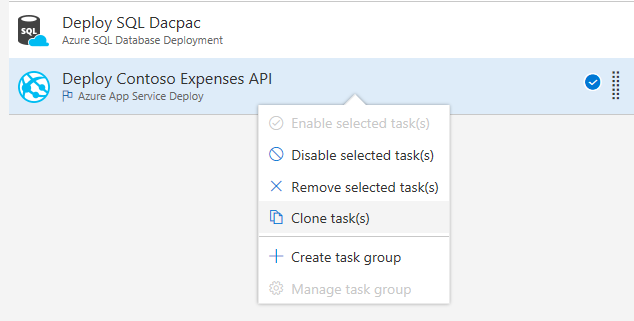 Deploy SQL Dacpac
SQL
Azure SQL Database Deployment
Deploy Contoso Expenses API
Azure App Service Deploy
Enable selected task(s)
Disable selected task(s)
Remove selected task(s)
Clone task(s)
Create task group
Manage task group